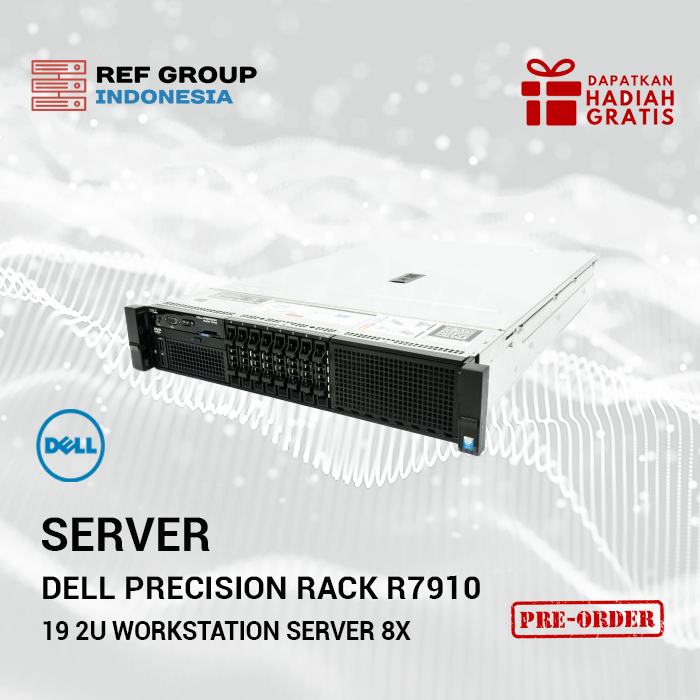 REF GROUP
INDONESIA
DAPATKAN
HADIAH
GRATIS
DELL
SERVER
DELL PRECISION RACK R7910
19 2U WORKSTATION SERVER 8X
PRE-ORDER